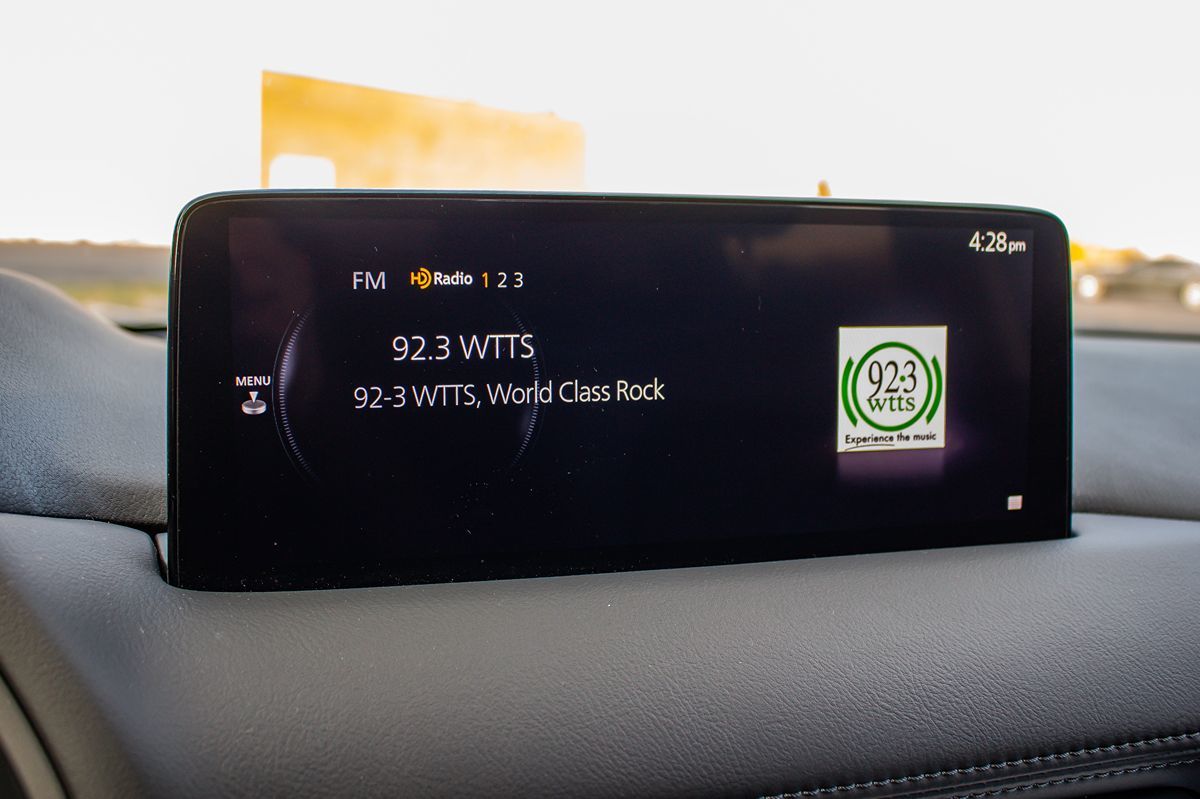 4:28pm
FM HD Radio 1 2 3
92.3 WTTS
92-3 WTTS, World Class Rock
MENU
92·3
wtts
Experience the music